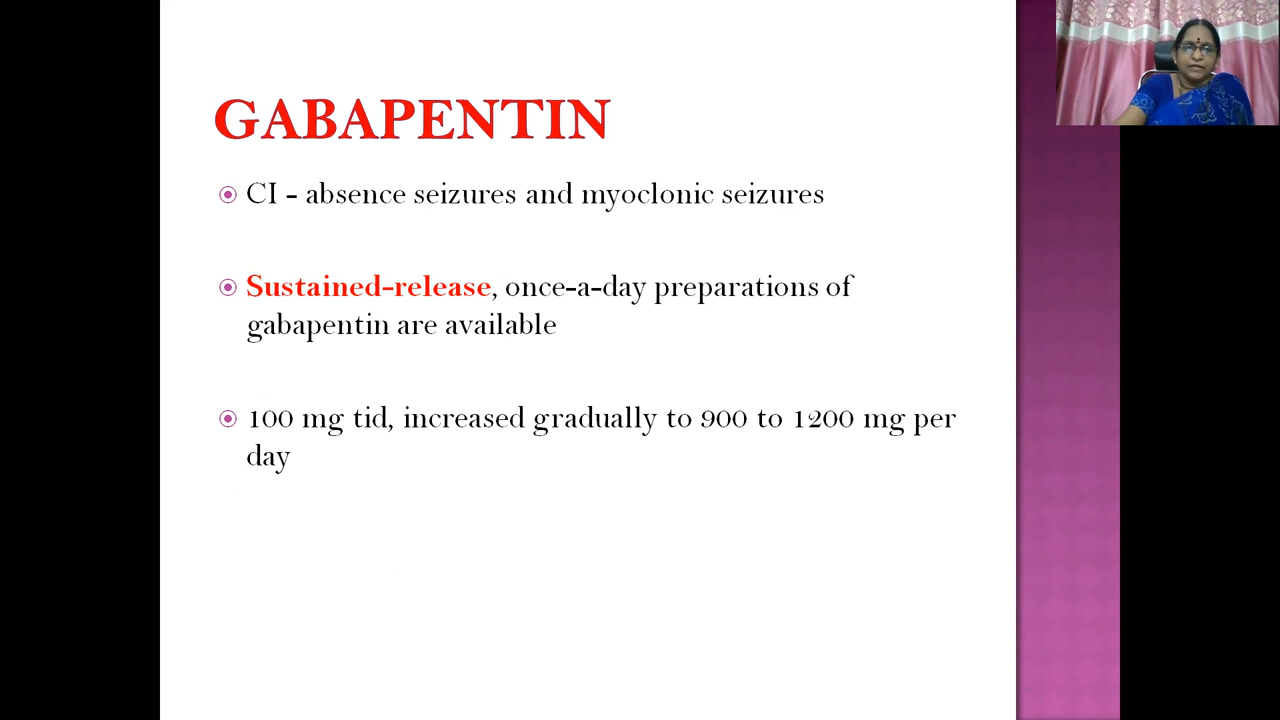 GABAPENTIN
CI - absence seizures and myoclonic seizures
Sustained-release, once-a-day preparations of
gabapentin are available
100 mg tid, increased gradually to 900 to 1200 mg per
day